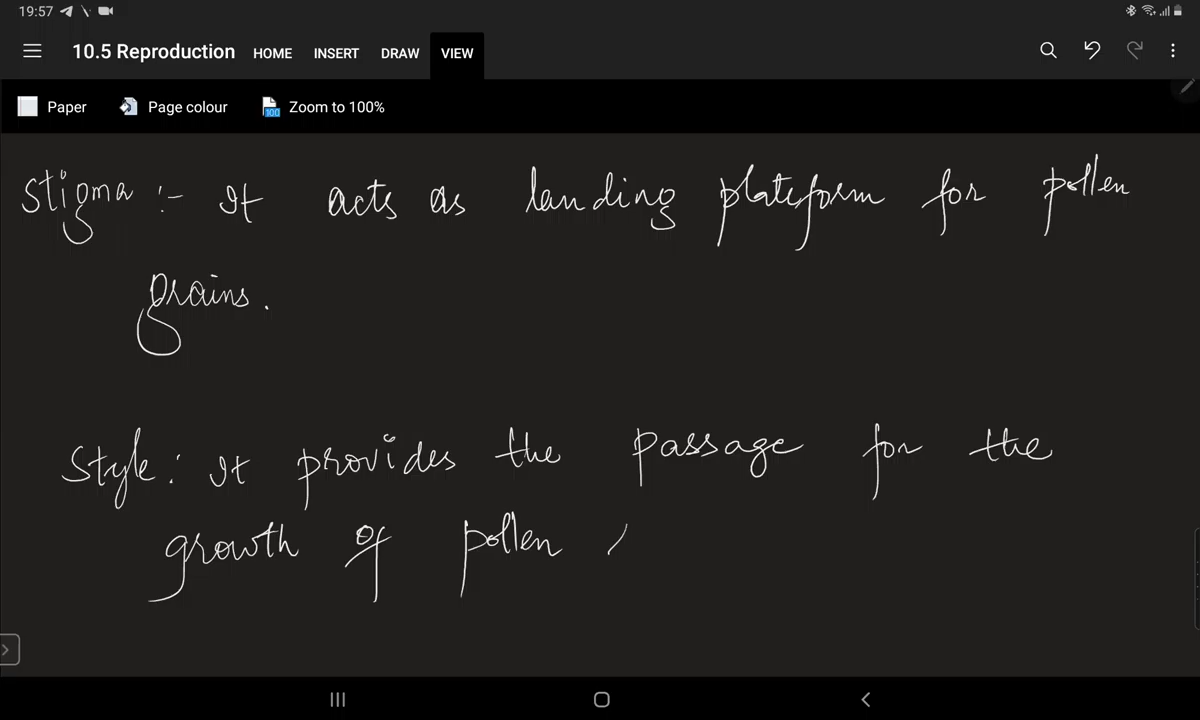 19:57
10.5 Reproduction HOME INSERT DRAW VIEW
Paper Page colour Zoom to 100%
Stigma :- It acts as landing plateform for pollen
grains.
Style: It provides the passage for the
growth of pollen